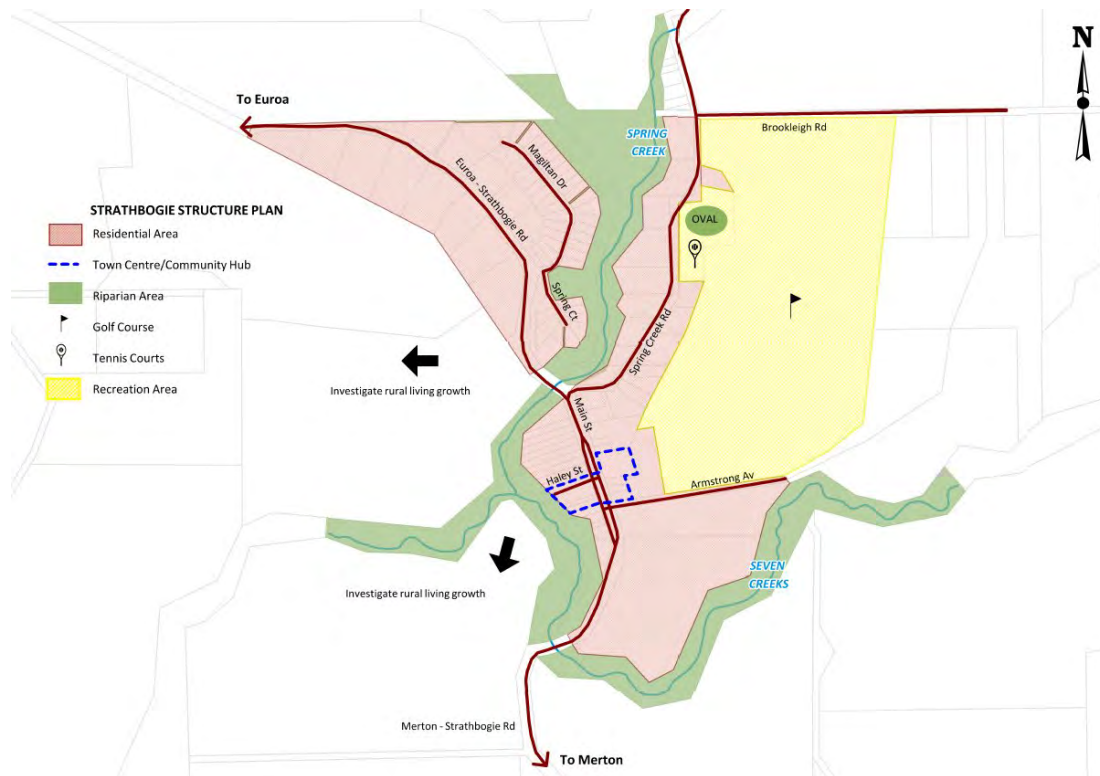 N
To Euroa
Brookleigh Rd
SPRING
CREEK
Magiltan Dr
Euroa - Strathbogie Rd
STRATHBOGIE STRUCTURE PLAN
Residential Area
Town Centre/Community Hub
Riparian Area
Golf Course
Tennis Courts
Recreation Area
OVAL
Spring Ct
Spring Creek Rd
Investigate rural living growth
Main St
Haley St
Armstrong Av
SEVEN
CREEKS
Investigate rural living growth
Merton - Strathbogie Rd
To Merton